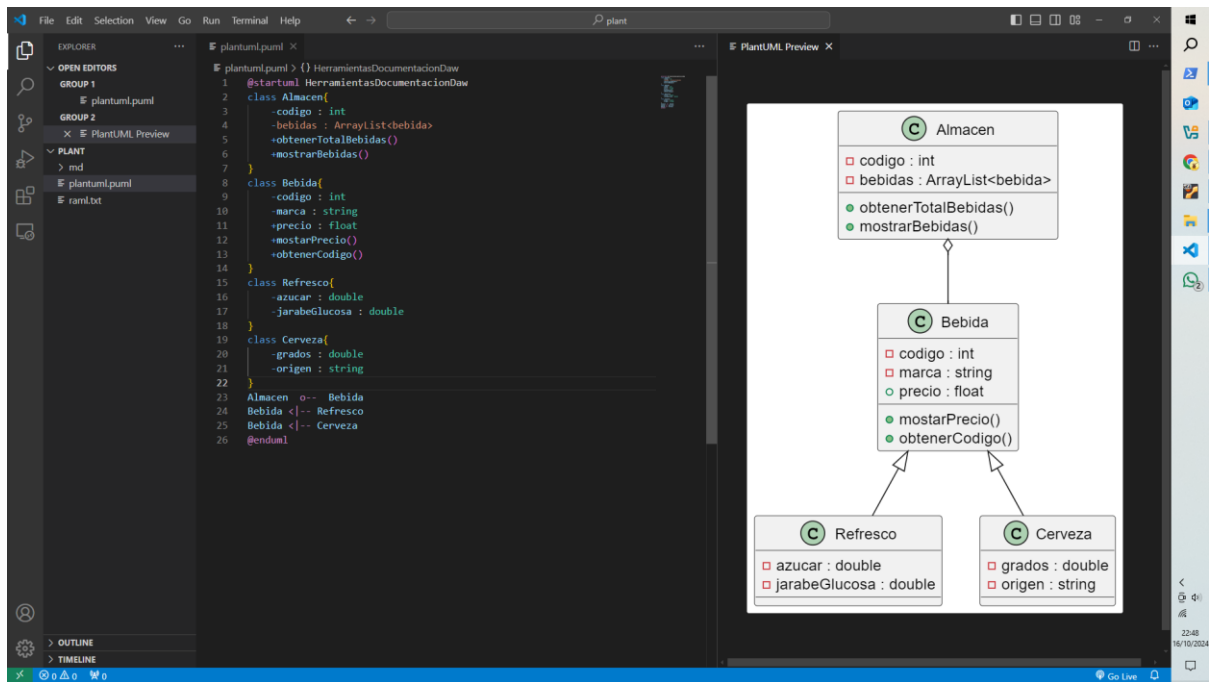 File Edit Selection View Go Run Terminal Help
plant
EXPLORER
OPEN EDITORS
GROUP 1
plantuml.puml
GROUP 2
PlantUML Preview
PLANT
md
plantuml.puml
raml.txt
OUTLINE
TIMELINE
plantuml.puml
plantuml.puml > {} HerramientasDocumentacionDaw
1 @startuml HerramientasDocumentacionDaw
2 class Almacen{
3 -codigo : int
4 -bebidas : ArrayList<bebida>
5 +obtenerTotalBebidas()
6 +mostrarBebidas()
7 }
8 class Bebida{
9 -codigo : int
10 -marca : string
11 +precio : float
12 +mostarPrecio()
13 +obtenerCodigo()
14 }
15 class Refresco{
16 -azucar : double
17 -jarabeGlucosa : double
18 }
19 class Cerveza{
20 -grados : double
21 -origen : string
22 }
23 Almacen o-- Bebida
24 Bebida <|-- Refresco
25 Bebida <|-- Cerveza
26 @enduml
PlantUML Preview
C Almacen
codigo : int
bebidas : ArrayList<bebida>
obtenerTotalBebidas()
mostrarBebidas()
C Bebida
codigo : int
marca : string
precio : float
mostarPrecio()
obtenerCodigo()
C Refresco
azucar : double
jarabeGlucosa : double
C Cerveza
grados : double
origen : string
2
22:48
16/10/2024
0 0 0
Go Live